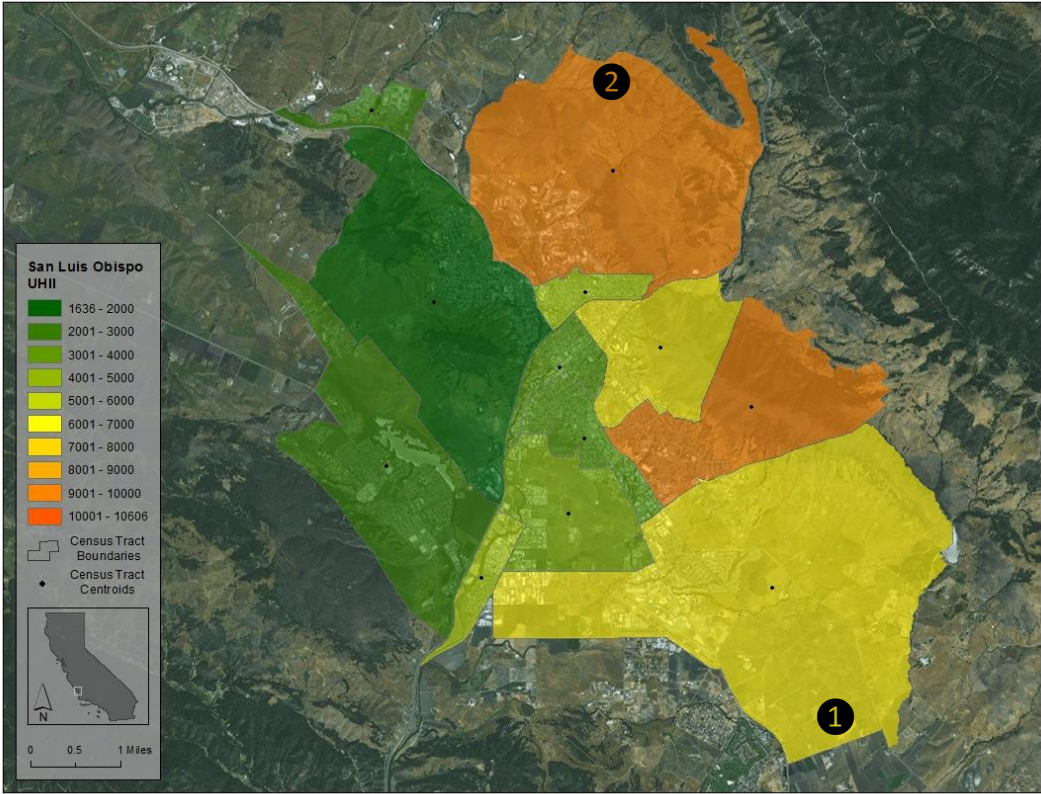 2
San Luis Obispo
UHII
1636 - 2000
2001 - 3000
3001 - 4000
4001 - 5000
5001 - 6000
6001 - 7000
7001 - 8000
8001 - 9000
9001 - 10000
10001 - 10606
Census Tract
Boundaries
Census Tract
Centroids
N
0 0.5 1 Miles
1